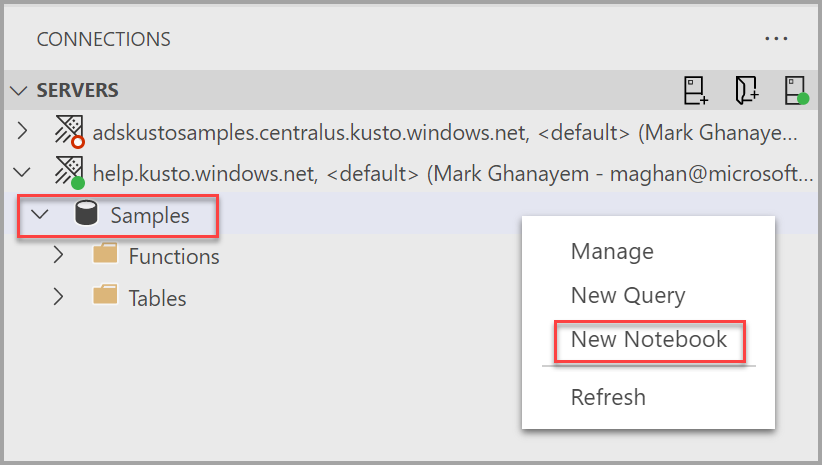 CONNECTIONS
SERVERS
adskustosamples.centralus.kusto.windows.net, <default> (Mark Ghanaye...
help.kusto.windows.net, <default> (Mark Ghanayem - maghan@microsoft...
Samples
Functions
Tables
Manage
New Query
New Notebook
Refresh